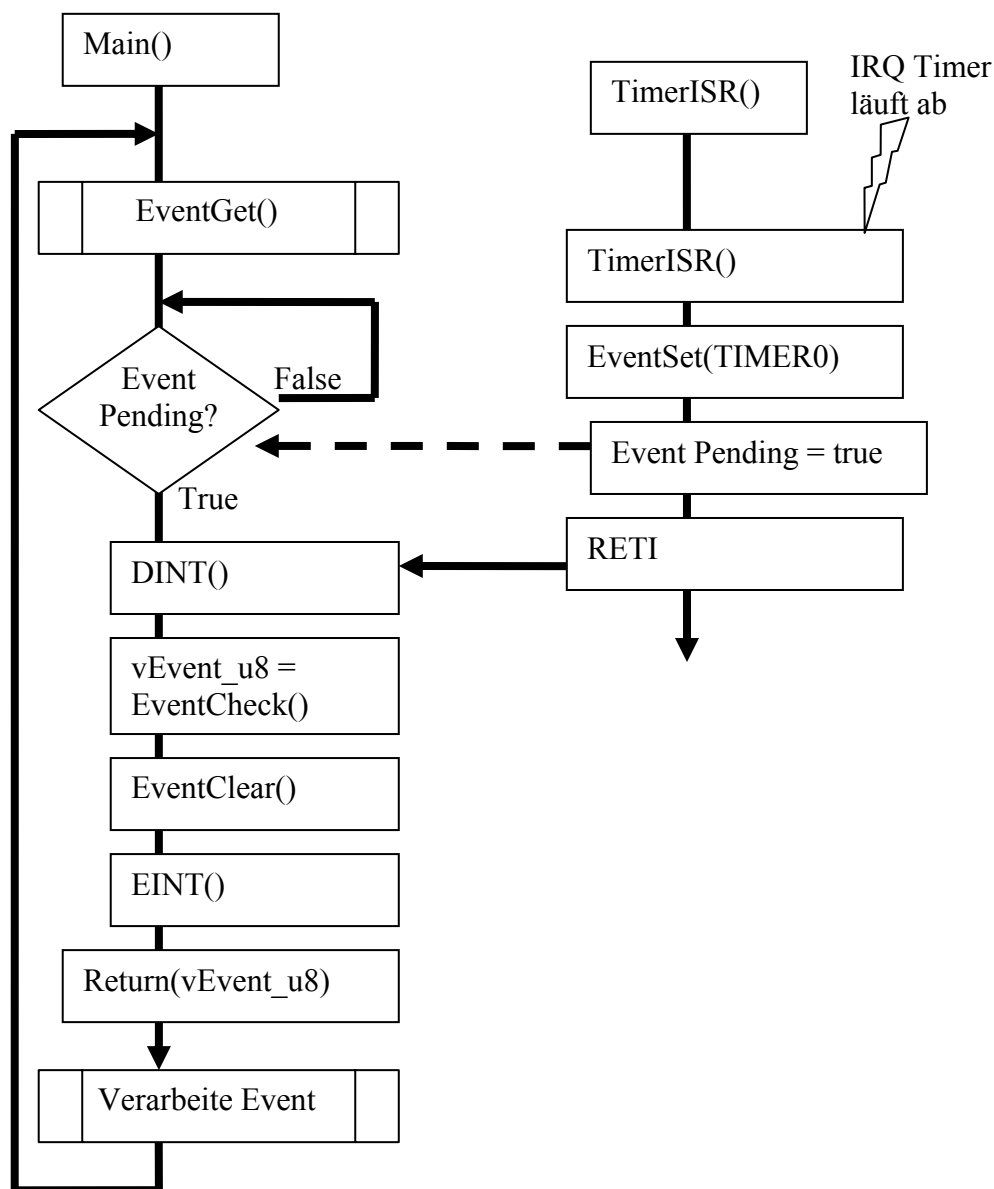 Main()
EventGet()
Event
Pending?
False
True
DINT()
vEvent_u8 =
EventCheck()
EventClear()
EINT()
Return(vEvent_u8)
Verarbeite Event
TimerISR()
IRQ Timer
läuft ab
TimerISR()
EventSet(TIMER0)
Event Pending = true
RETI